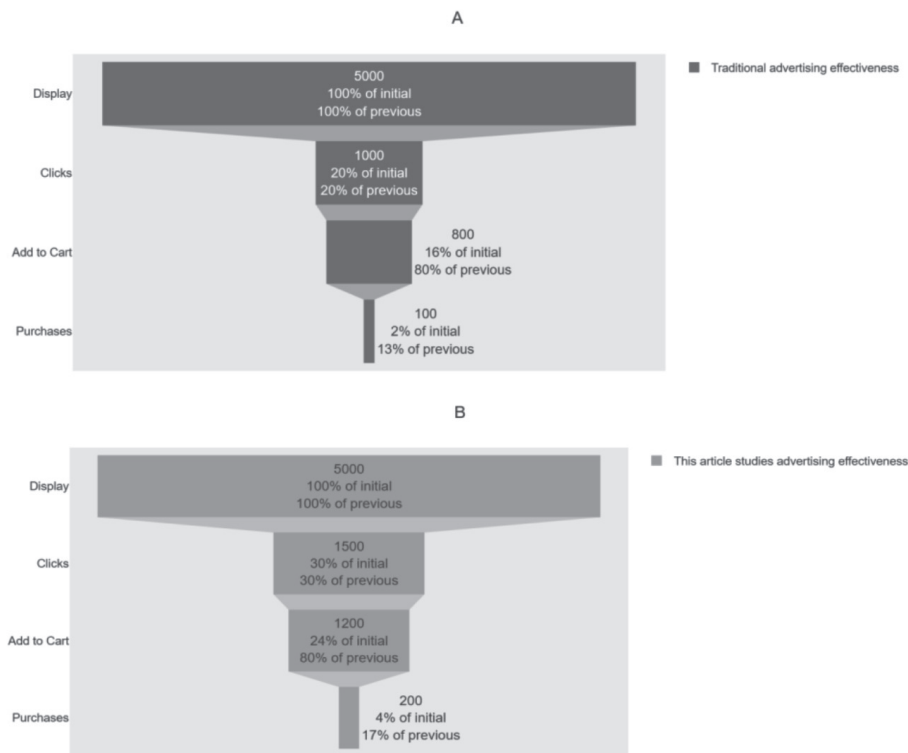 A
Traditional advertising effectiveness
Display
5000
100% of initial
100% of previous
Clicks
1000
20% of initial
20% of previous
Add to Cart
800
16% of initial
80% of previous
Purchases
100
2% of initial
13% of previous
B
This article studies advertising effectiveness
Display
5000
100% of initial
100% of previous
Clicks
1500
30% of initial
30% of previous
Add to Cart
1200
24% of initial
80% of previous
Purchases
200
4% of initial
17% of previous